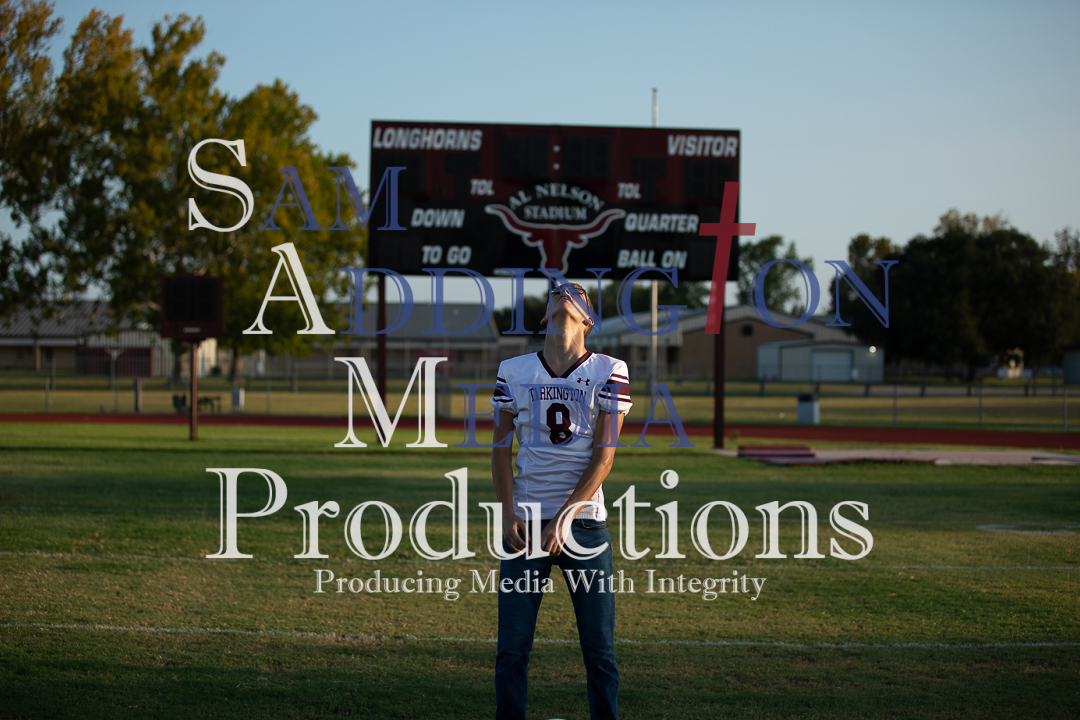 LONGHORNS VISITOR
TOL TOL
AL NELSON
STADIUM
DOWN QUARTER
TO GO BALL ON
SAM
ADDINGTON
MEDIA
Productions
Producing Media With Integrity
TARKINGTON
8